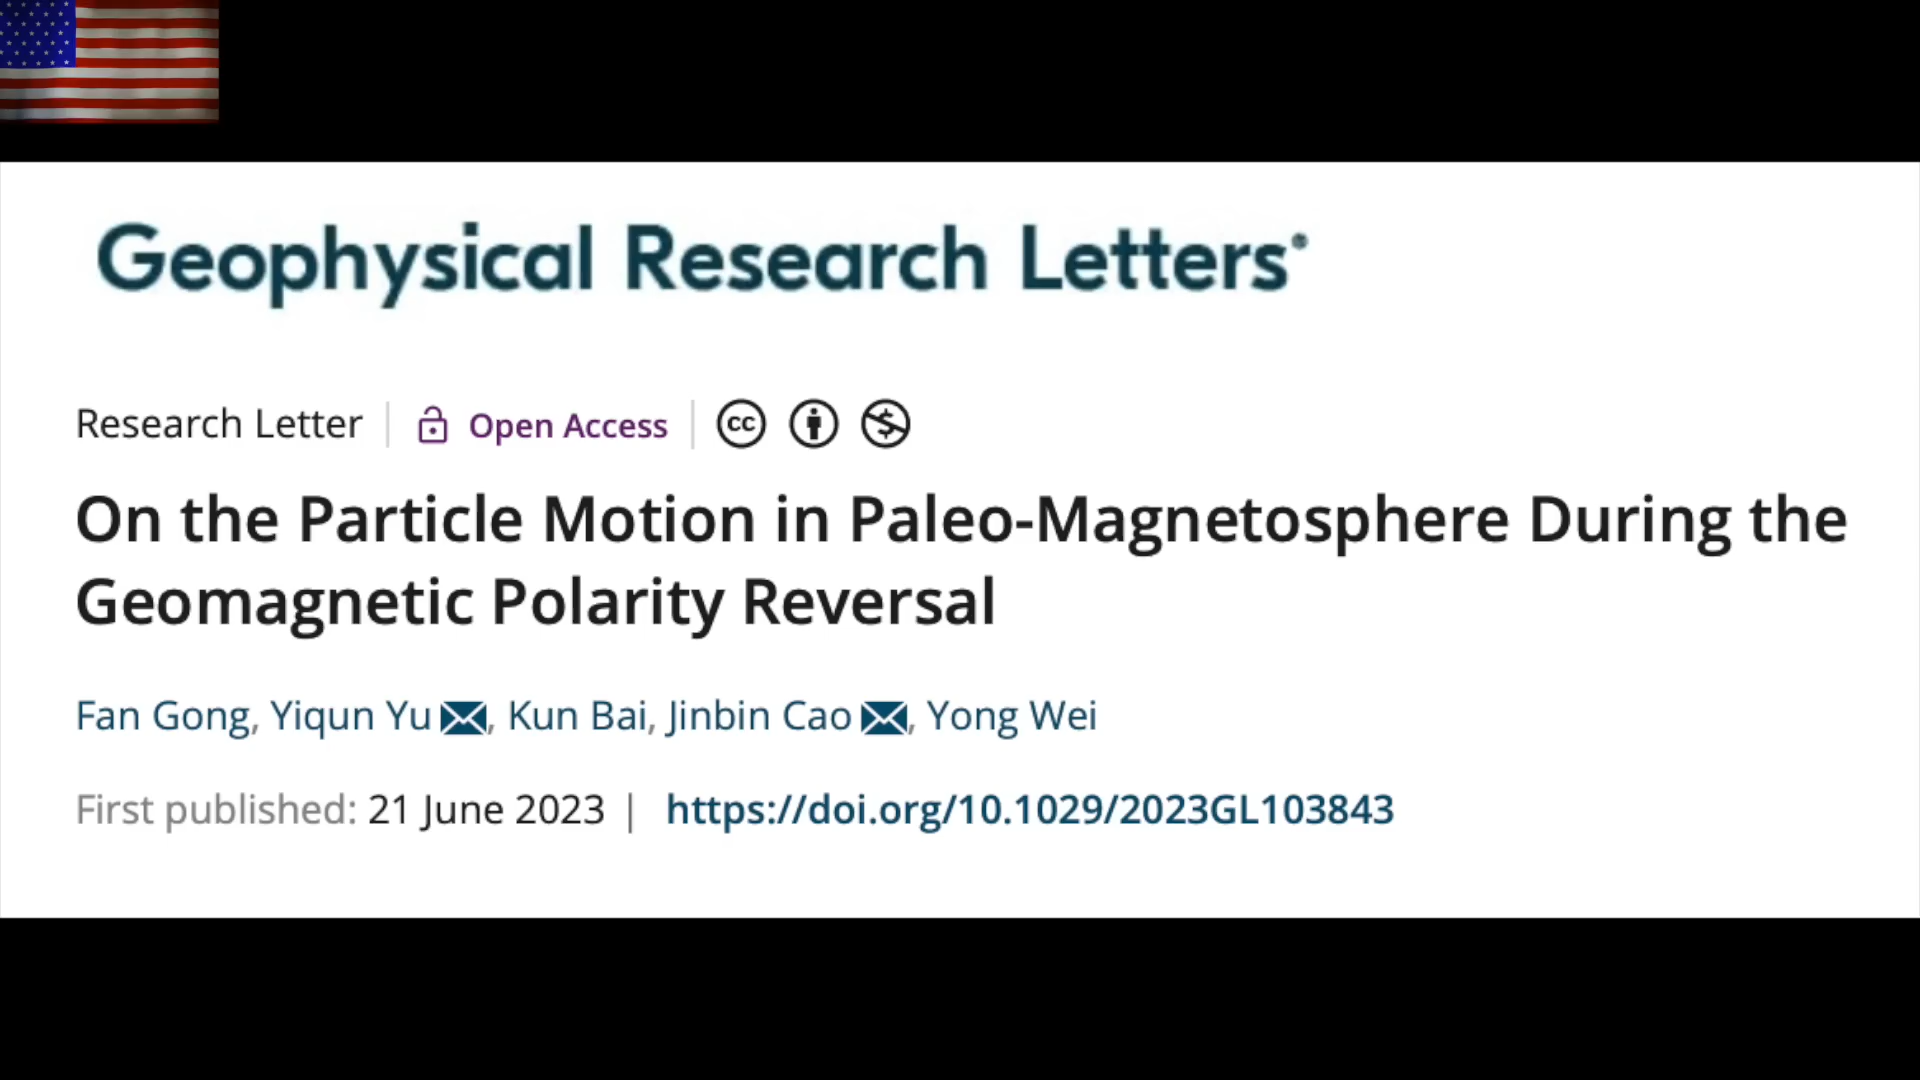 Geophysical Research Letters®
Research Letter | Open Access | cc
On the Particle Motion in Paleo-Magnetosphere During the
Geomagnetic Polarity Reversal
Fan Gong, Yiqun Yu, Kun Bai, Jinbin Cao, Yong Wei
First published: 21 June 2023 | https://doi.org/10.1029/2023GL103843